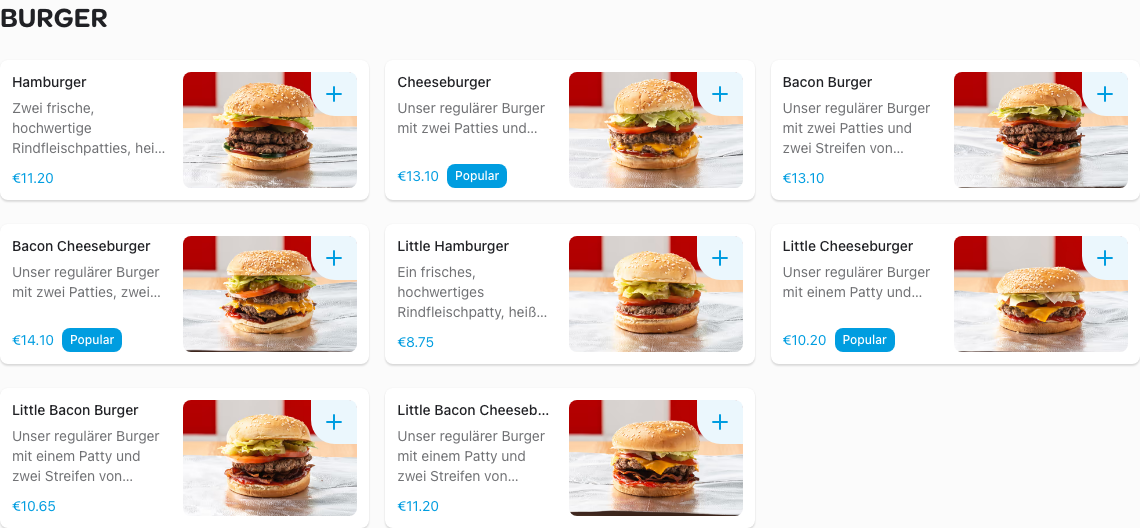 BURGER
Hamburger
Zwei frische,
hochwertige
Rindfleischpatties, hei...
€11.20
Cheeseburger
Unser regulärer Burger
mit zwei Patties und...
€13.10 Popular
Bacon Burger
Unser regulärer Burger
mit zwei Patties und
zwei Streifen von...
€13.10
Bacon Cheeseburger
Unser regulärer Burger
mit zwei Patties, zwei...
€14.10 Popular
Little Hamburger
Ein frisches,
hochwertiges
Rindfleischpatty, heiß...
€8.75
Little Cheeseburger
Unser regulärer Burger
mit einem Patty und...
€10.20 Popular
Little Bacon Burger
Unser regulärer Burger
mit einem Patty und
zwei Streifen von...
€10.65
Little Bacon Cheeseb...
Unser regulärer Burger
mit einem Patty und
zwei Streifen von...
€11.20